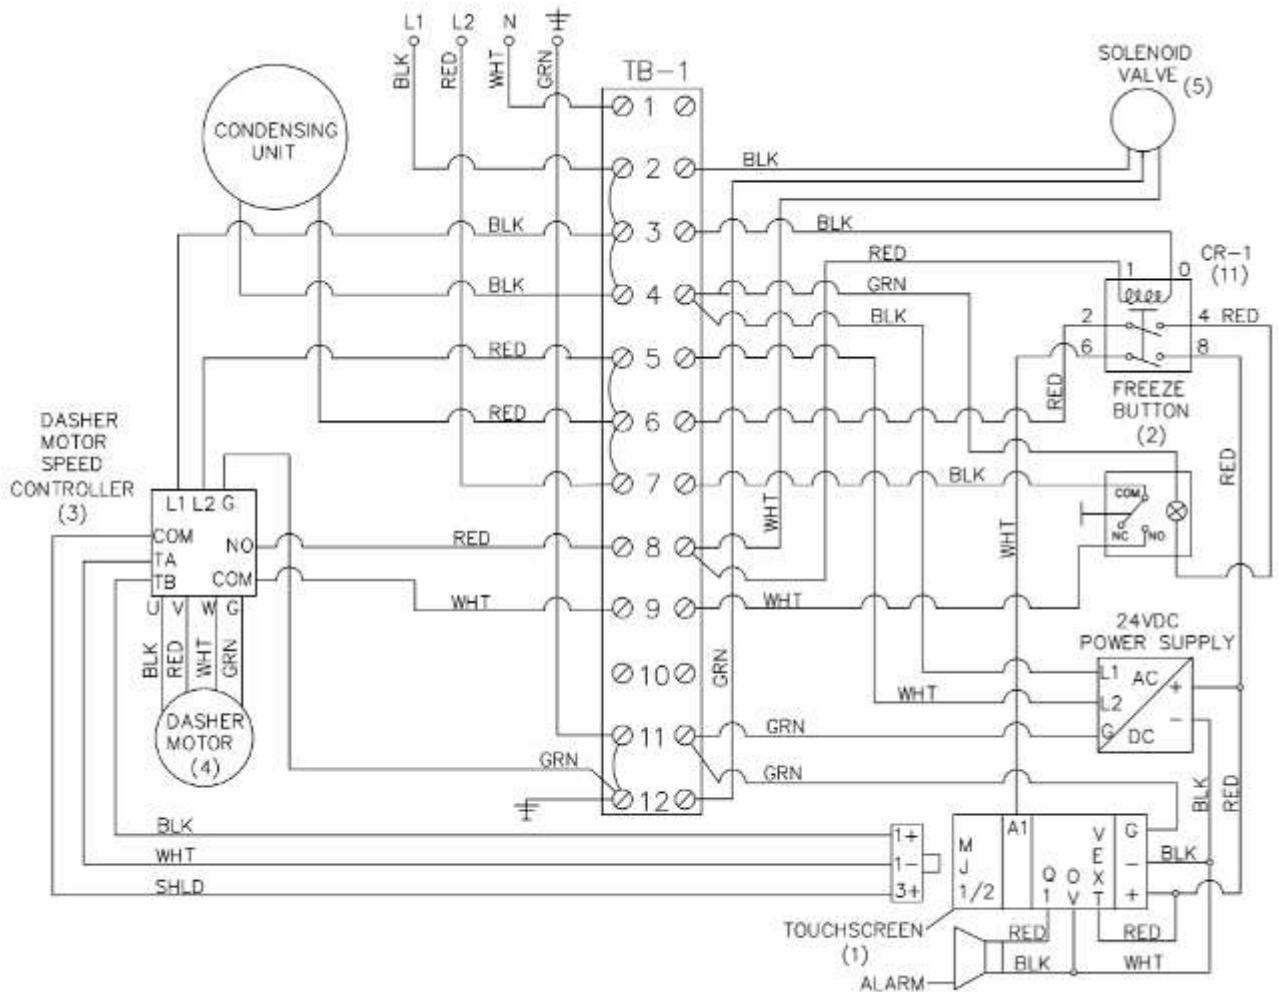 L1 L2 N
BLK
RED
WHT
GRN
TB-1
SOLENOID
VALVE
(5)
CONDENSING
UNIT
1
2
3
4
5
6
7
8
9
10
11
12
BLK
BLK
BLK
BLK
RED
GRN
BLK
CR-1
(11)
1 0
2 4 RED
6 8
RED
RED
RED
FREEZE
BUTTON
(2)
DASHER
MOTOR
SPEED
CONTROLLER
(3)
L1 L2 G
COM
TA
TB
NO
COM
U V W G
BLK
RED
WHT
GRN
DASHER
MOTOR
(4)
RED
WHT
BLK
WHT
WHT
RED
COM
NC NO
WHT
GRN
24VDC
POWER SUPPLY
L1
L2
G
AC
DC
+
-
WHT
GRN
GRN
GRN
BLK
RED
BLK
WHT
SHLD
1+
1-
3+
M
J
1/2
A1
Q
1
O
V
V
E
X
T
G
-
+
BLK
TOUCHSCREEN
(1)
RED
RED
BLK
WHT
ALARM